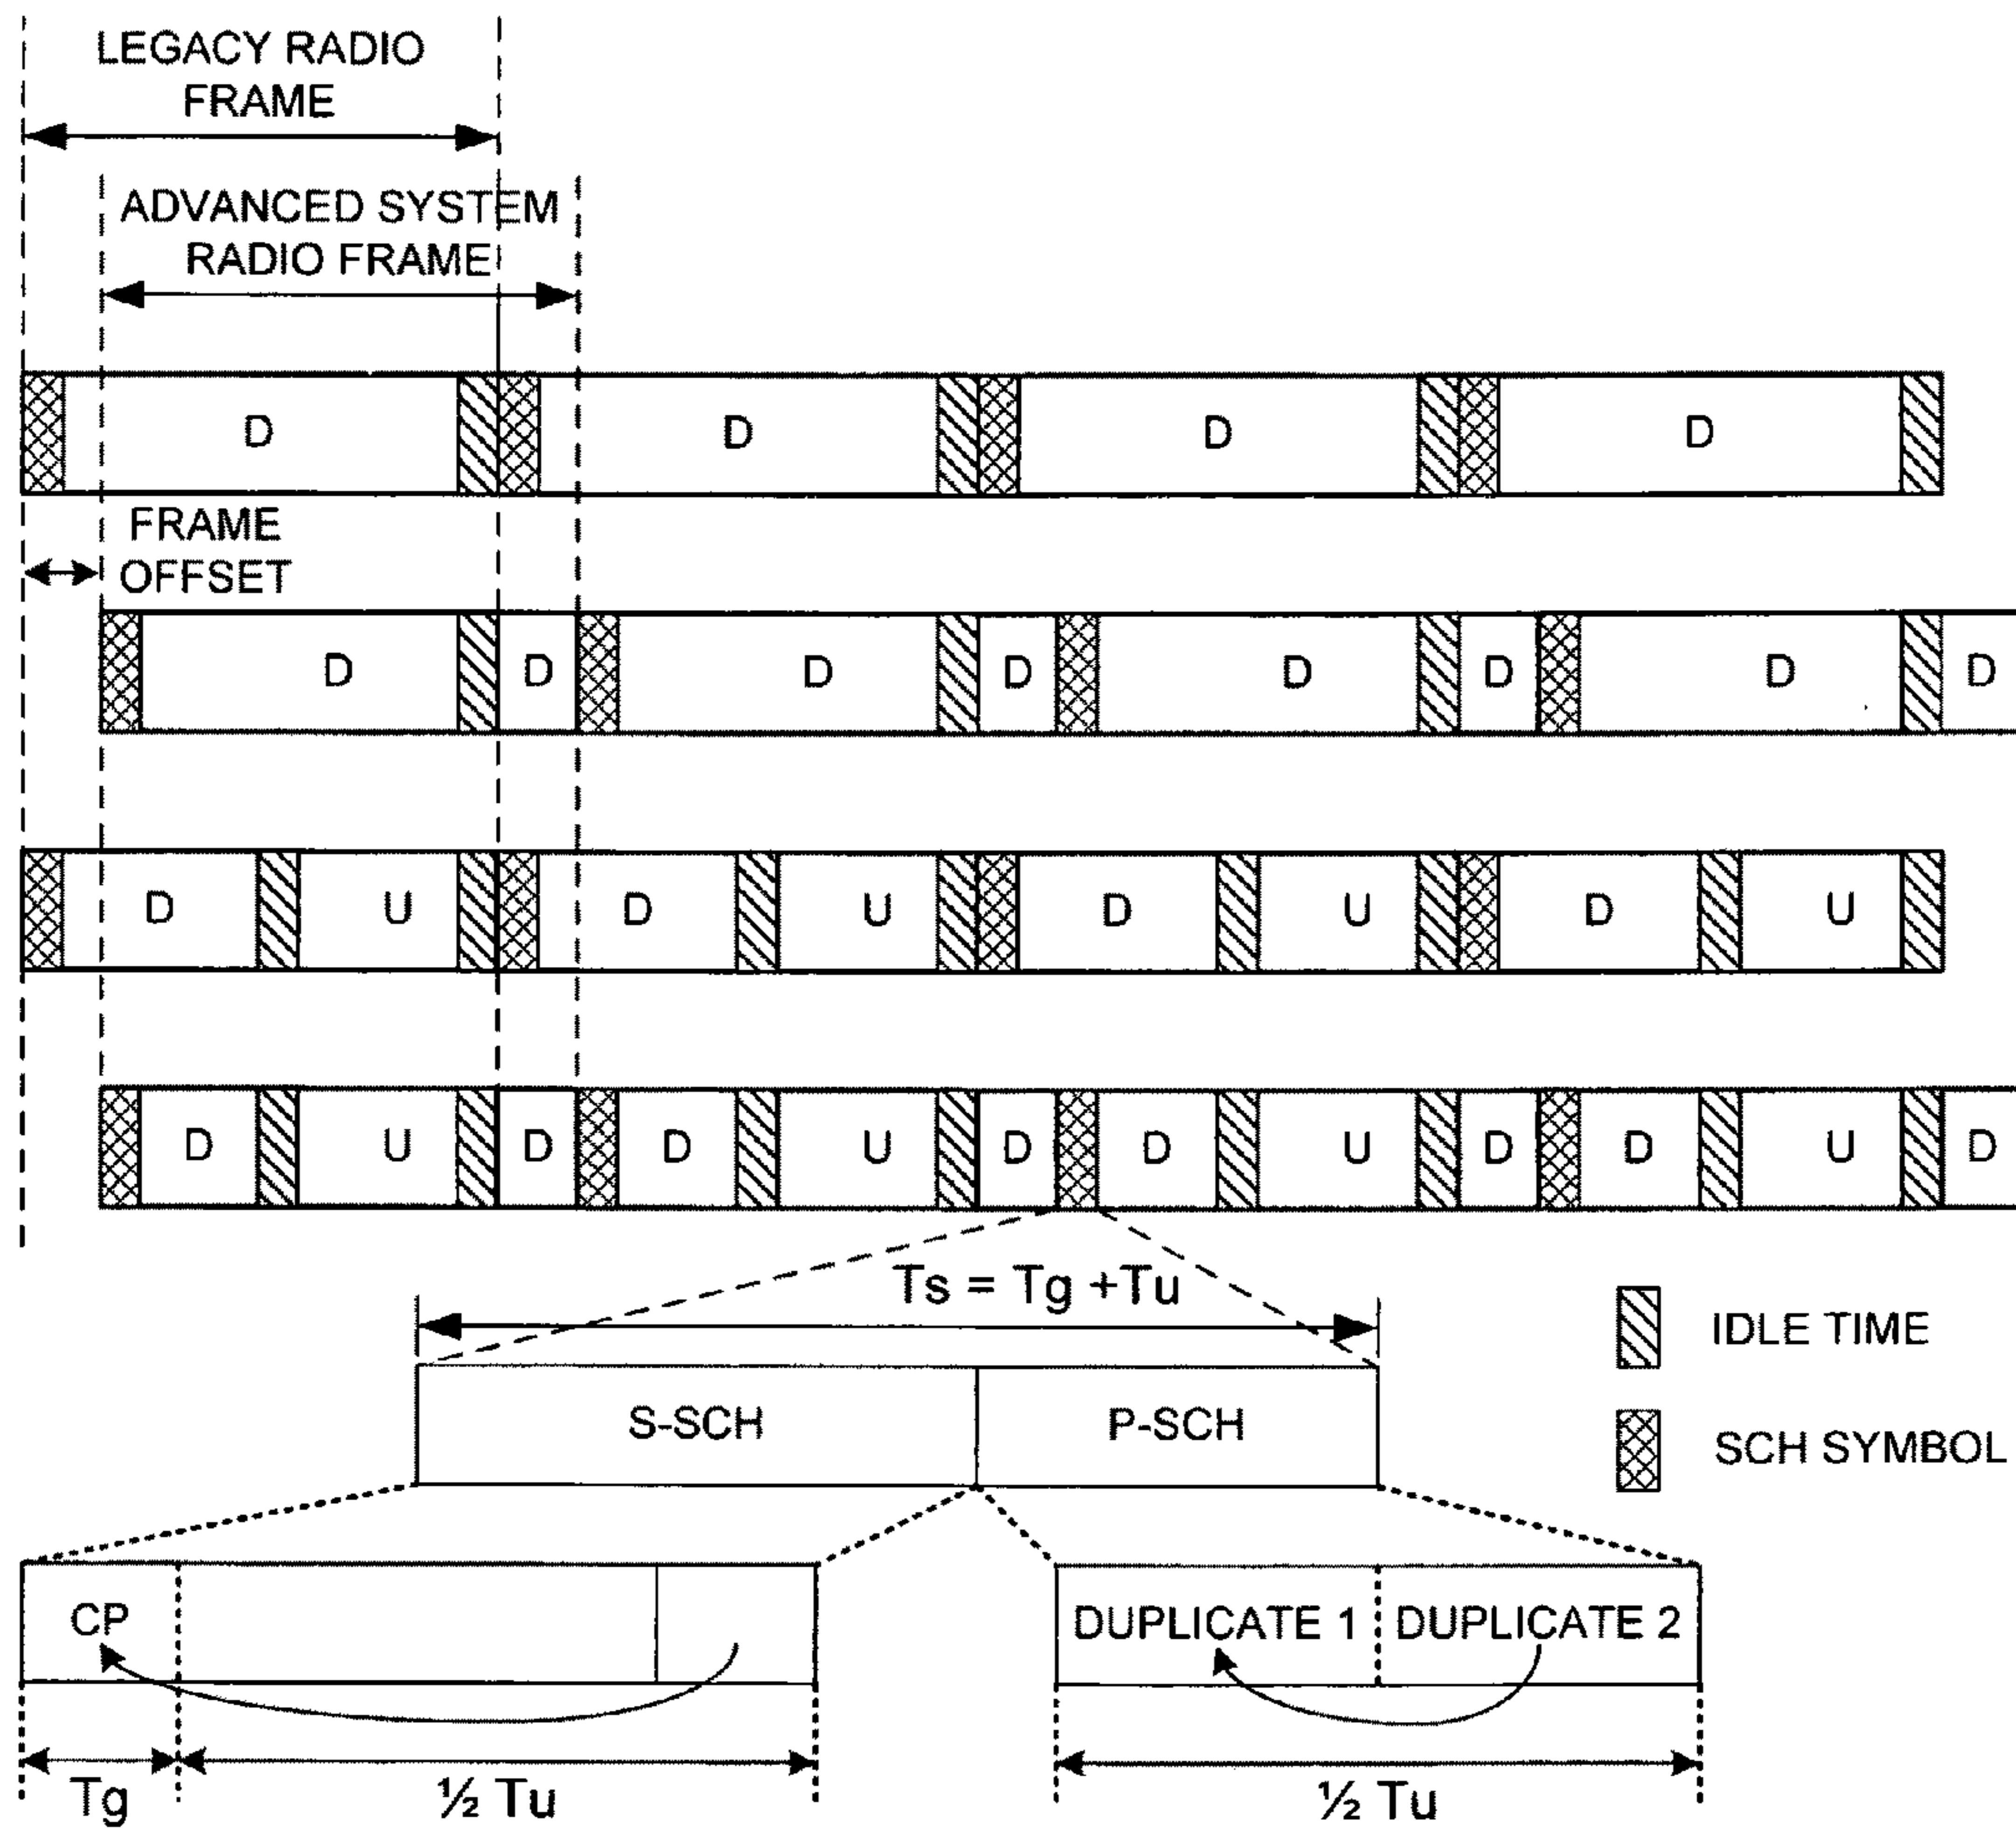 LEGACY RADIO
FRAME
ADVANCED SYSTEM
RADIO FRAME
D D D D
FRAME
OFFSET
D D D D D D D D
D U D U D U D U
D U D D U D D U D D U D
Ts = Tg +Tu
IDLE TIME
S-SCH P-SCH
SCH SYMBOL
CP DUPLICATE 1 DUPLICATE 2
Tg ½ Tu ½ Tu